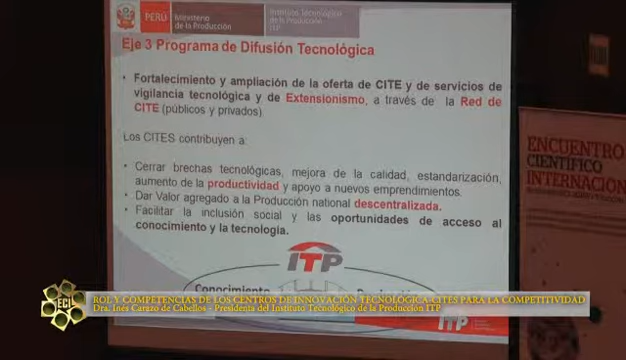 PERÚ
Ministerio
de la Producción
Instituto Tecnológico
de la Producción
ITP
Eje 3 Programa de Difusión Tecnológica
• Fortalecimiento y ampliación de la oferta de CITE y de servicios de
vigilancia tecnológica y de Extensionismo, a través de la Red de
CITE (públicos y privados)
Los CITES contribuyen a:
• Cerrar brechas tecnológicas, mejora de la calidad, estandarización,
aumento de la productividad y apoyo a nuevos emprendimientos.
• Dar Valor agregado a la Producción national descentralizada.
• Facilitar la inclusión social y las oportunidades de acceso al
conocimiento y la tecnología.
ITP
Conocimiento
ENCUENTRO
CIENTÍFICO
INTERNACION
ECI
ROL Y COMPETENCIAS DE LOS CENTROS DE INNOVACIÓN TECNOLÓGICA-CITES PARA LA COMPETITIVIDAD
Dra. Inés Carazo de Cabellos - Presidenta del Instituto Tecnológico de la Producción ITP
ITP